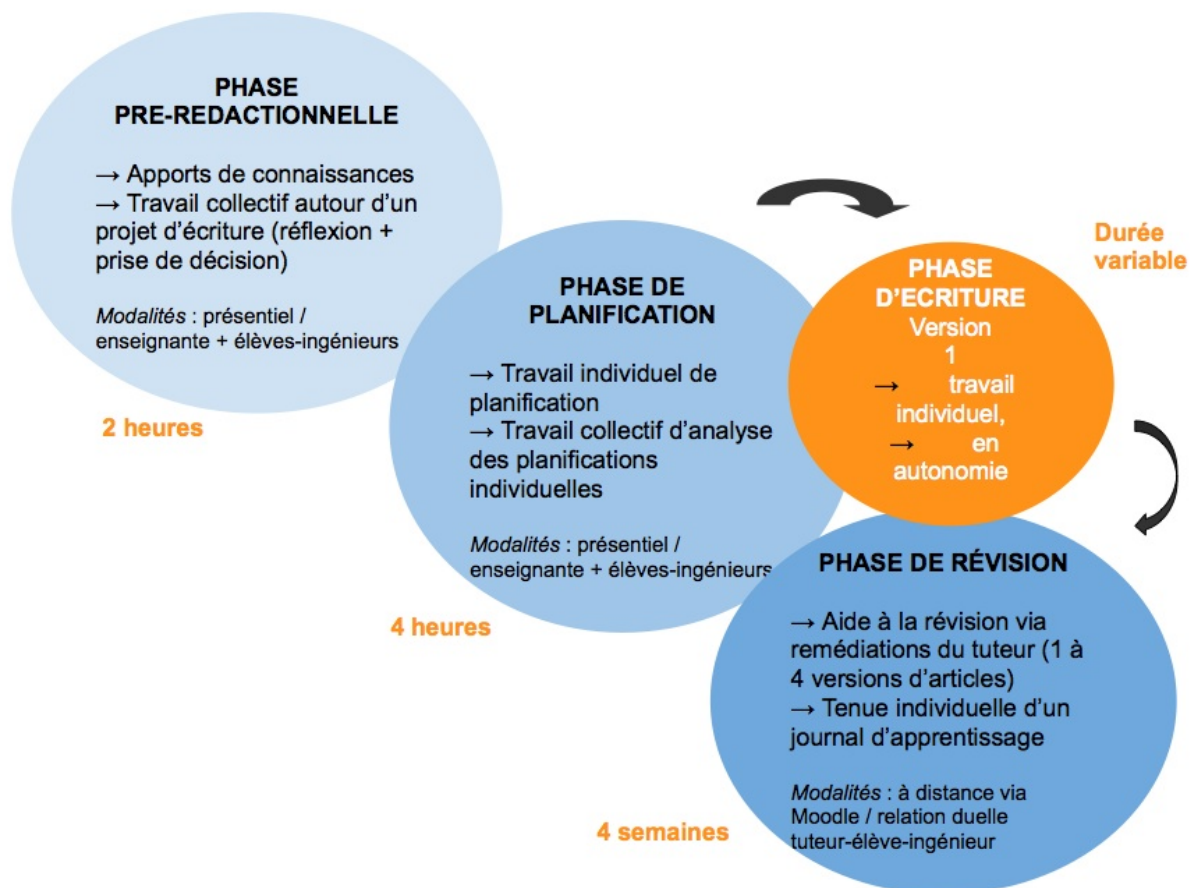 PHASE
PRE-REDACTIONNELLE
→ Apports de connaissances
→ Travail collectif autour d’un
projet d’écriture (réflexion +
prise de décision)
Modalités : présentiel /
enseignante + élèves-ingénieurs
2 heures
PHASE DE
PLANIFICATION
→ Travail individuel de
planification
→ Travail collectif d’analyse
des planifications
individuelles
Modalités : présentiel /
enseignante + élèves-ingénieurs
4 heures
PHASE
D’ECRITURE
Version
1
→ travail
individuel,
→ en
autonomie
Durée
variable
PHASE DE RÉVISION
→ Aide à la révision via
remédiations du tuteur (1 à
4 versions d’articles)
→ Tenue individuelle d’un
journal d’apprentissage
Modalités : à distance via
Moodle / relation duelle
tuteur-élève-ingénieur
4 semaines